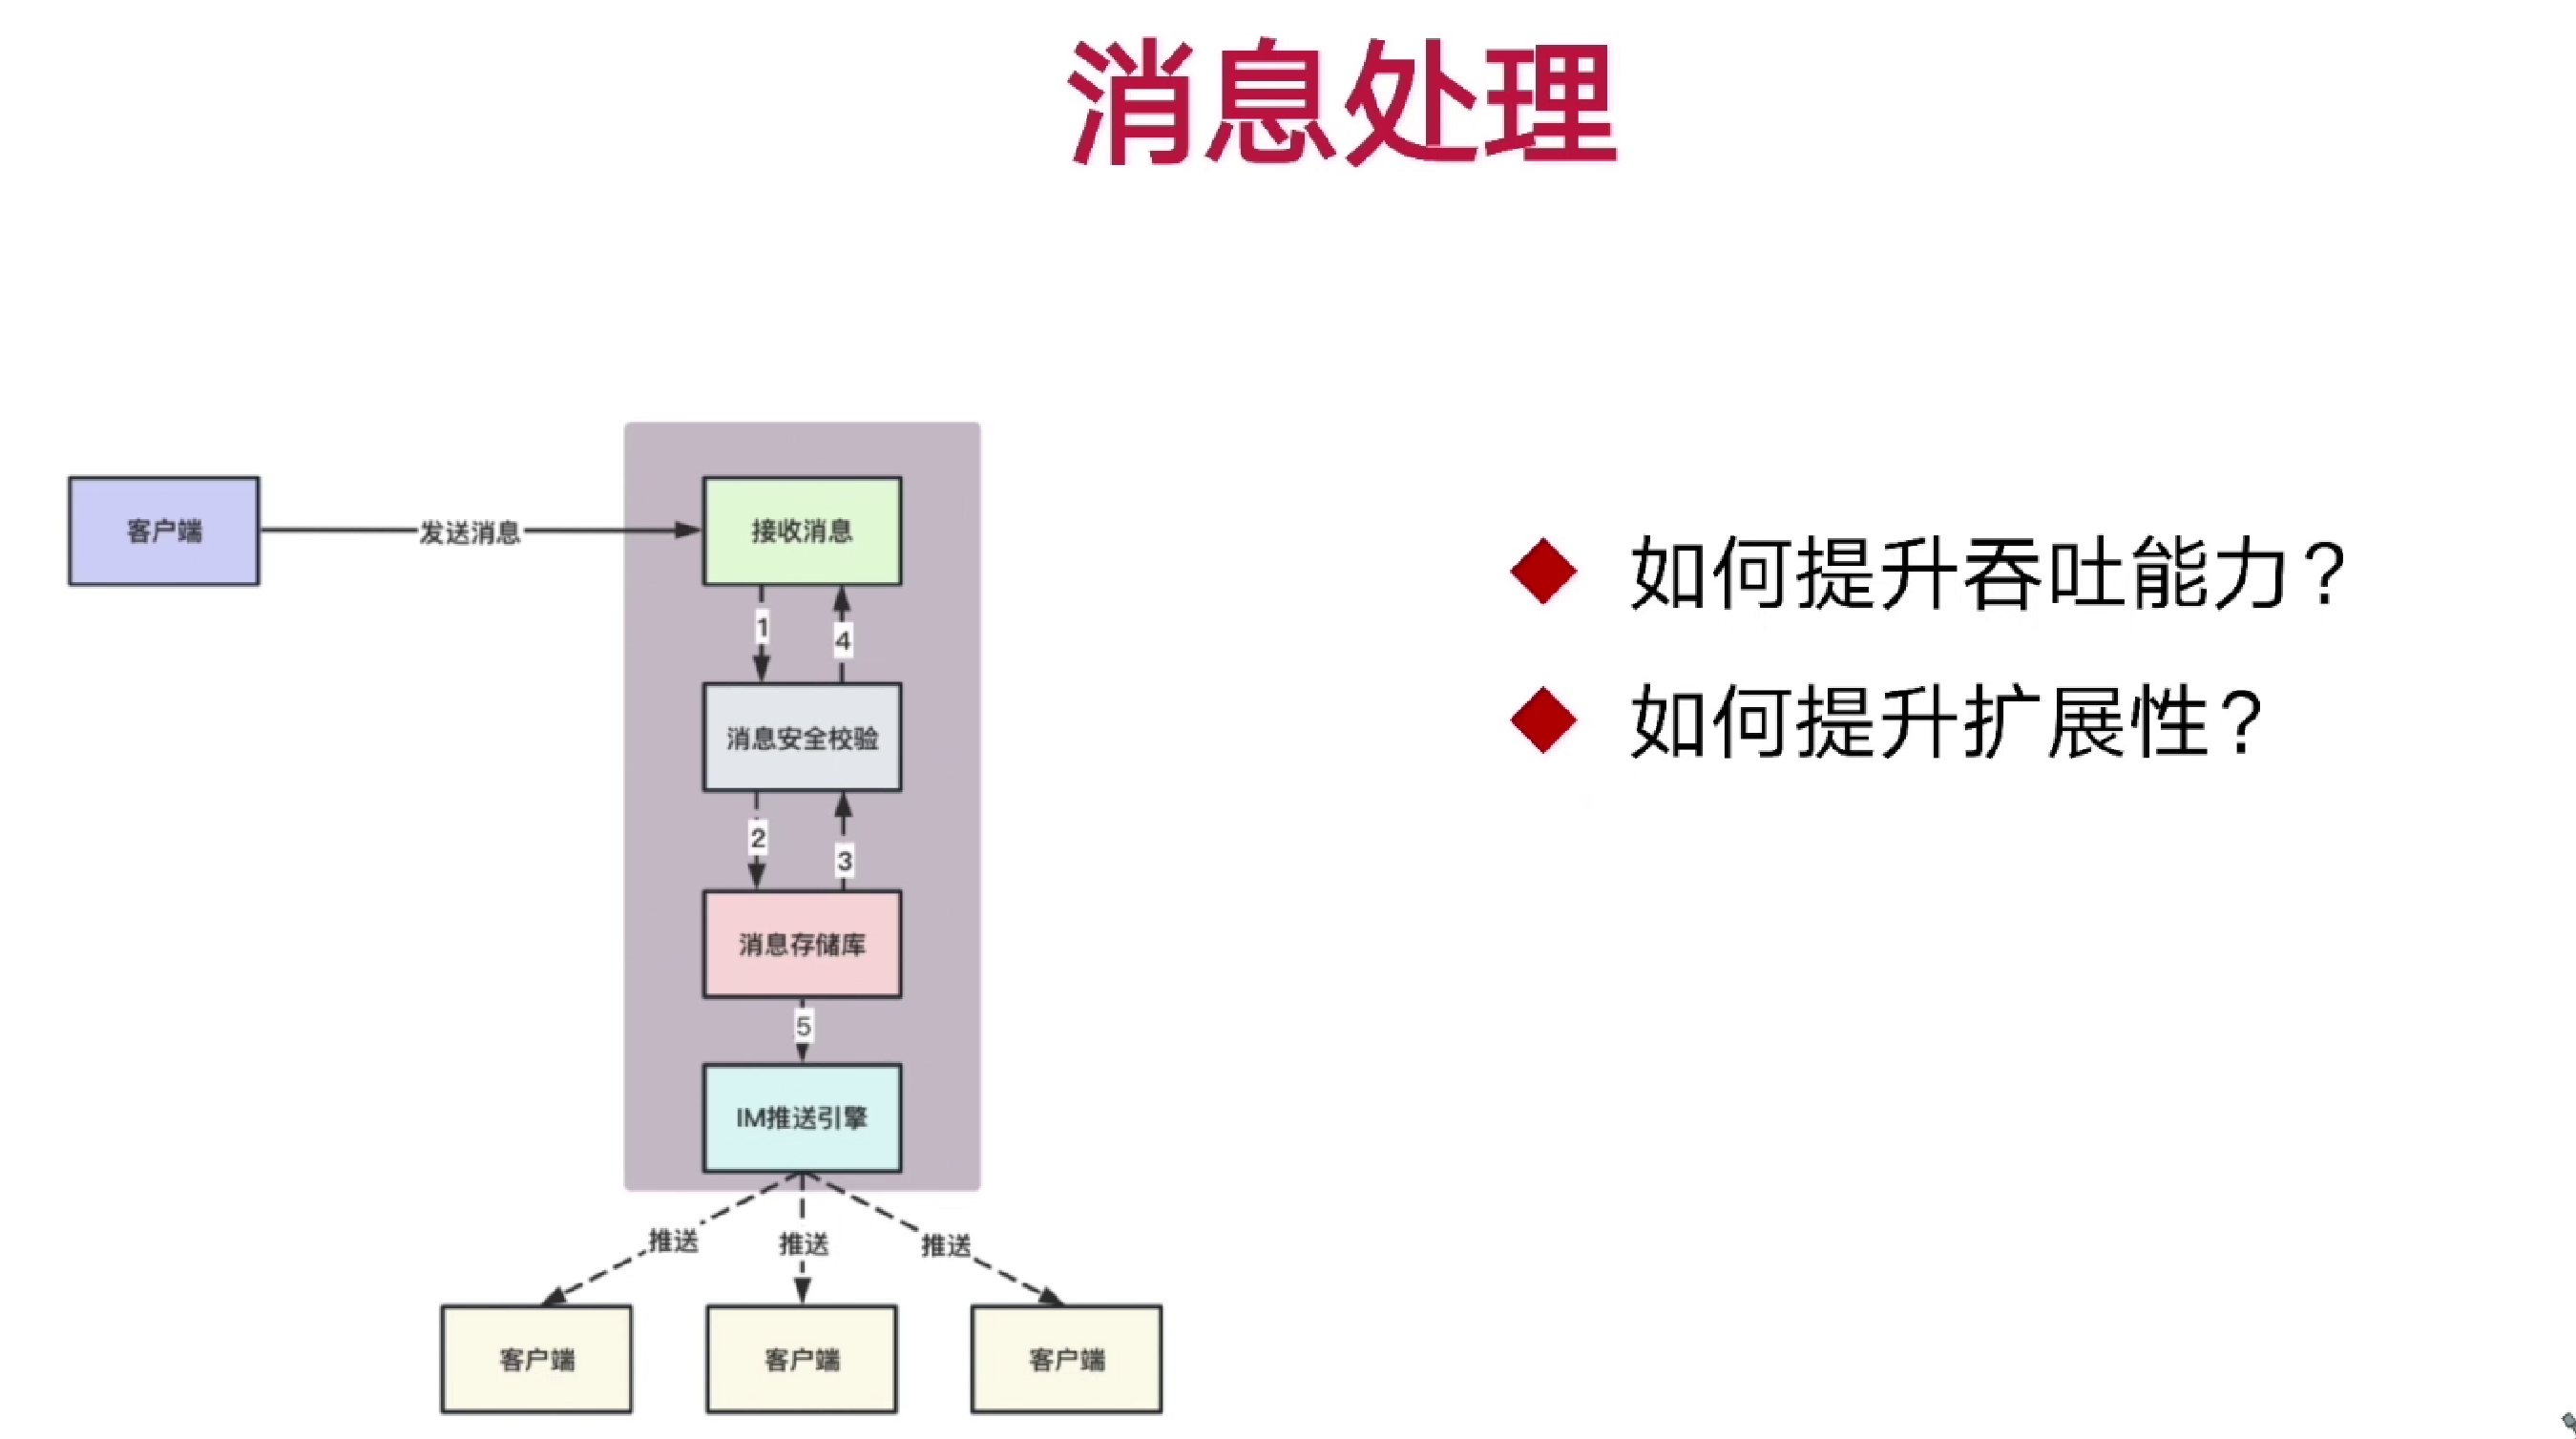 消息处理
客户端
发送消息
接收消息
1
4
消息安全校验
2
3
消息存储库
5
IM推送引擎
推送
推送
推送
客户端
客户端
客户端
如何提升吞吐能力？
如何提升扩展性？